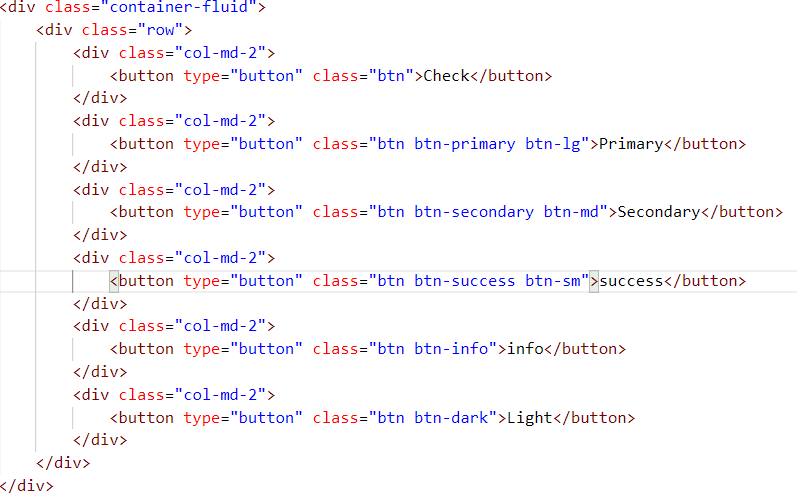 <div class="container-fluid">
    <div class="row">
        <div class="col-md-2">
            <button type="button" class="btn">Check</button>
        </div>
        <div class="col-md-2">
            <button type="button" class="btn btn-primary btn-lg">Primary</button>
        </div>
        <div class="col-md-2">
            <button type="button" class="btn btn-secondary btn-md">Secondary</button>
        </div>
        <div class="col-md-2">
            <button type="button" class="btn btn-success btn-sm">success</button>
        </div>
        <div class="col-md-2">
            <button type="button" class="btn btn-info">info</button>
        </div>
        <div class="col-md-2">
            <button type="button" class="btn btn-dark">Light</button>
        </div>
    </div>
</div>